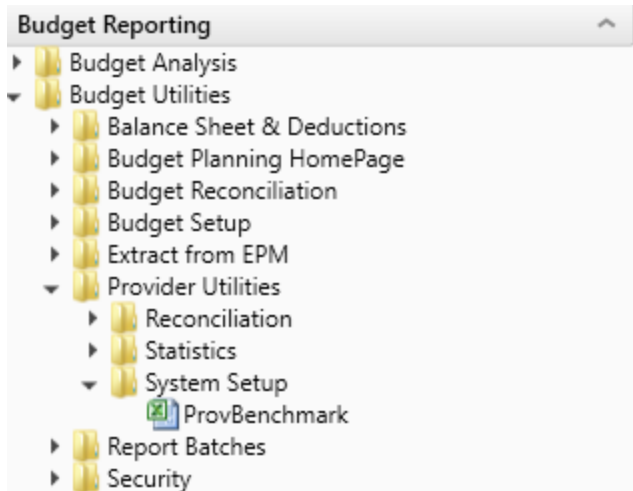 Budget Reporting
Budget Analysis
Budget Utilities
Balance Sheet & Deductions
Budget Planning HomePage
Budget Reconciliation
Budget Setup
Extract from EPM
Provider Utilities
Reconciliation
Statistics
System Setup
ProvBenchmark
Report Batches
Security